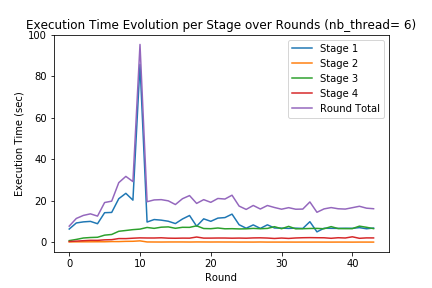 Execution Time Evolution per Stage over Rounds (nb_thread= 6)
100
80
60
40
20
0
Execution Time (sec)
Stage 1
Stage 2
Stage 3
Stage 4
Round Total
0 10 20 30 40
Round